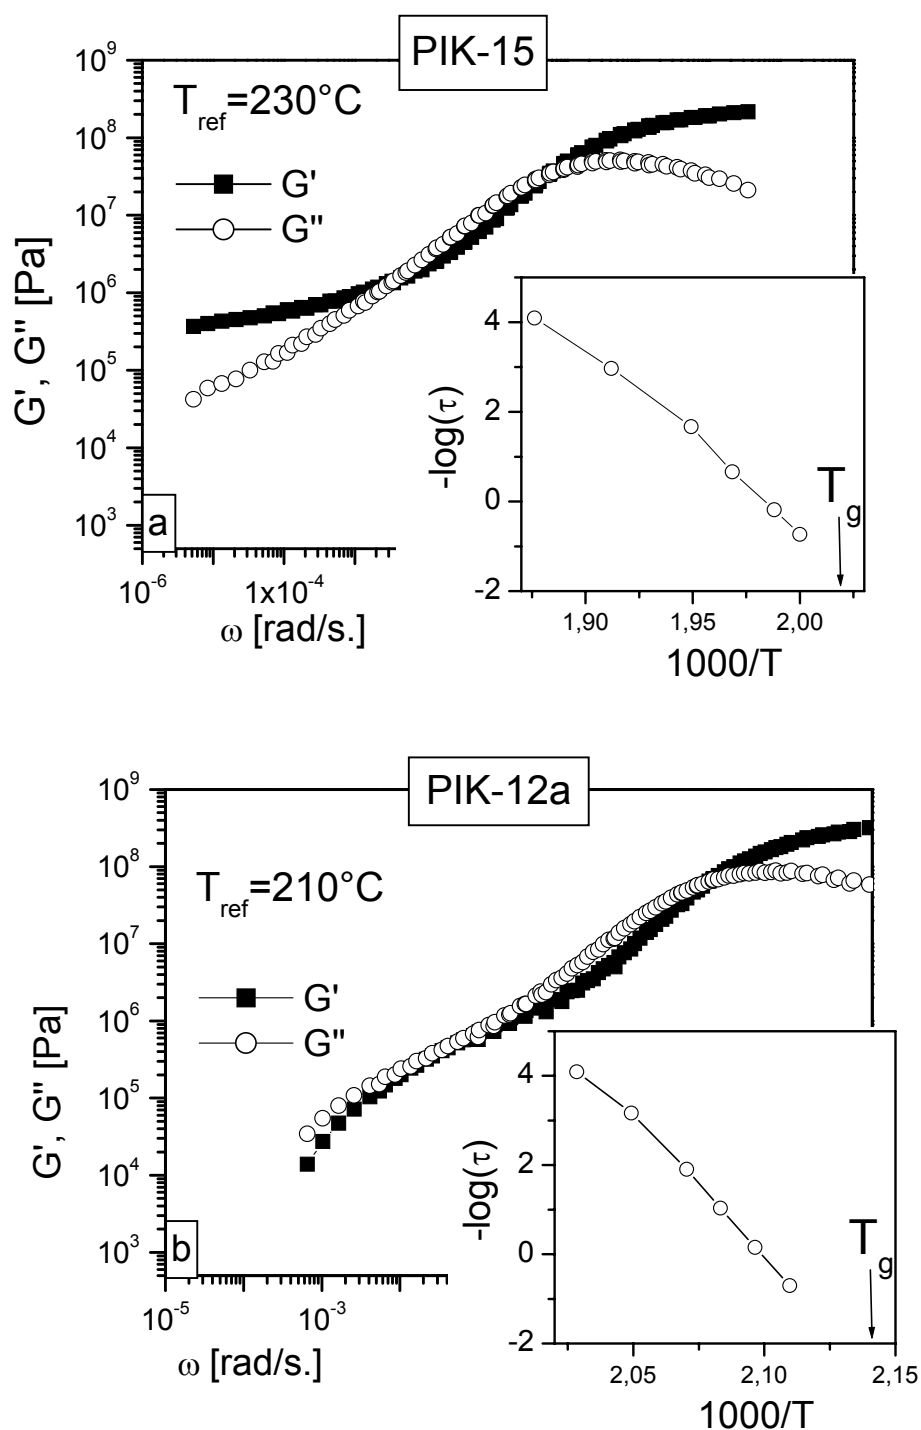 PIK-15
10^9
10^8
10^7
10^6
10^5
10^4
10^3
T_ref=230°C
G'
G''
G', G'' [Pa]
a
10^-6
1x10^-4
ω [rad/s.]
4
2
0
-2
-log(τ)
T_g
1,90
1,95
2,00
1000/T
PIK-12a
10^9
10^8
10^7
10^6
10^5
10^4
10^3
T_ref=210°C
G'
G''
G', G'' [Pa]
b
10^-5
10^-3
ω [rad/s.]
4
2
0
-2
-log(τ)
T_g
2,05
2,10
2,15
1000/T